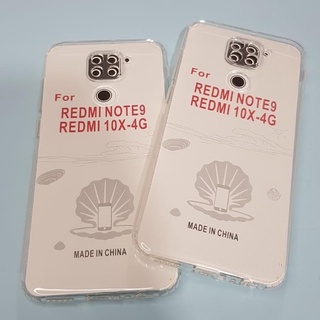 For
REDMI NOTE9
REDMI 10X-4G
MADE IN CHINA
For
REDMI NOTE9
REDMI 10X-4G
MADE IN CHINA